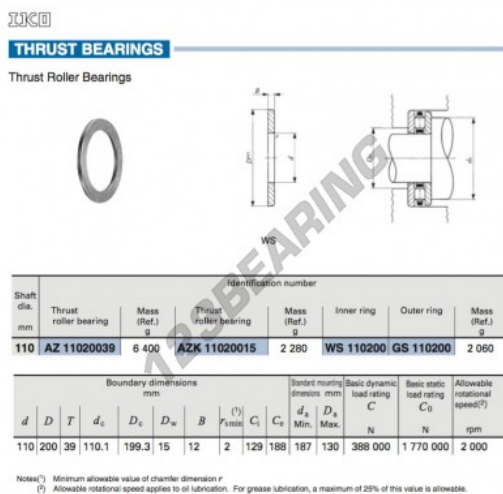 IKO
THRUST BEARINGS
Thrust Roller Bearings
B
r
D
d
Da
da
WS
123BEARING
Identification number
Shaft dia. mm
Thrust roller bearing
Mass (Ref.) g
Thrust roller bearing
Mass (Ref.) g
Inner ring
Outer ring
Mass (Ref.) g
110 AZ 11020039 6 400 AZK 11020015 2 280 WS 110200 GS 110200 2 060
Boundary dimensions mm
Standard mounting dimensions mm
Basic dynamic load rating C N
Basic static load rating C0 N
Allowable rotational speed(2) rpm
d D T dc Dc Dw B rsmin(1) Ci Ce da Min. Da Max.
110 200 39 110.1 199.3 15 12 2 129 188 187 130 388 000 1 770 000 2 000
Notes(1) Minimum allowable value of chamfer dimension r
(2) Allowable rotational speed applies to oil lubrication. For grease lubrication, a maximum of 25% of this value is allowable.